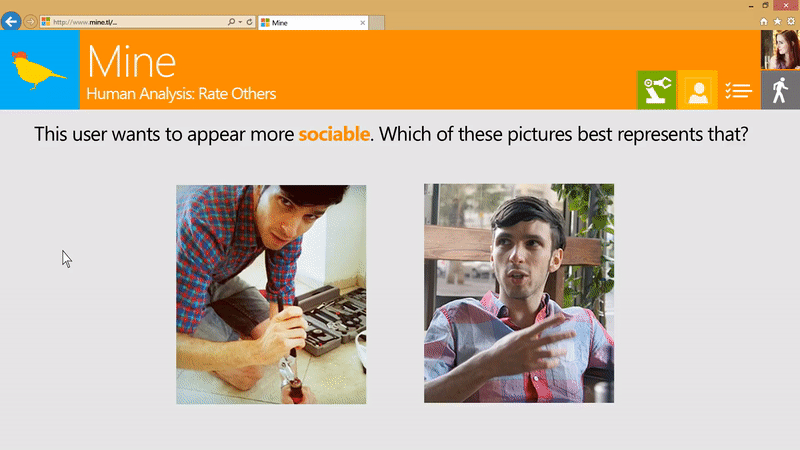 http://www.mine.tl/...
Mine
Mine
Human Analysis: Rate Others
This user wants to appear more sociable. Which of these pictures best represents that?